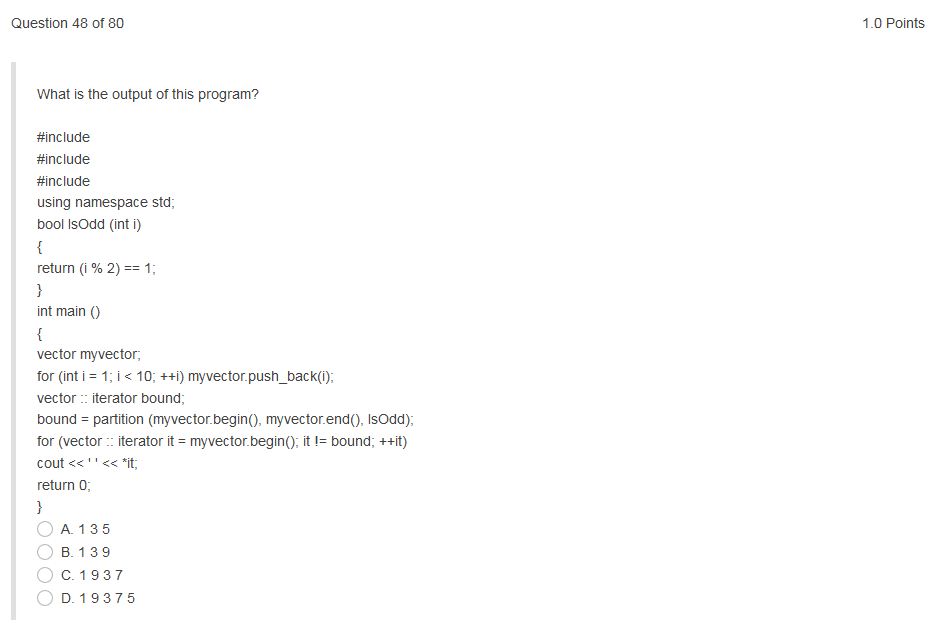 Question 48 of 80
1.0 Points
What is the output of this program?
#include
#include
#include
using namespace std;
bool IsOdd (int i)
{
return (i % 2) == 1;
}
int main ()
{
vector myvector;
for (int i = 1; i < 10; ++i) myvector.push_back(i);
vector :: iterator bound;
bound = partition (myvector.begin(), myvector.end(), IsOdd);
for (vector :: iterator it = myvector.begin(); it != bound; ++it)
cout << ' ' << *it;
return 0;
}
A. 1 3 5
B. 1 3 9
C. 1 9 3 7
D. 1 9 3 7 5